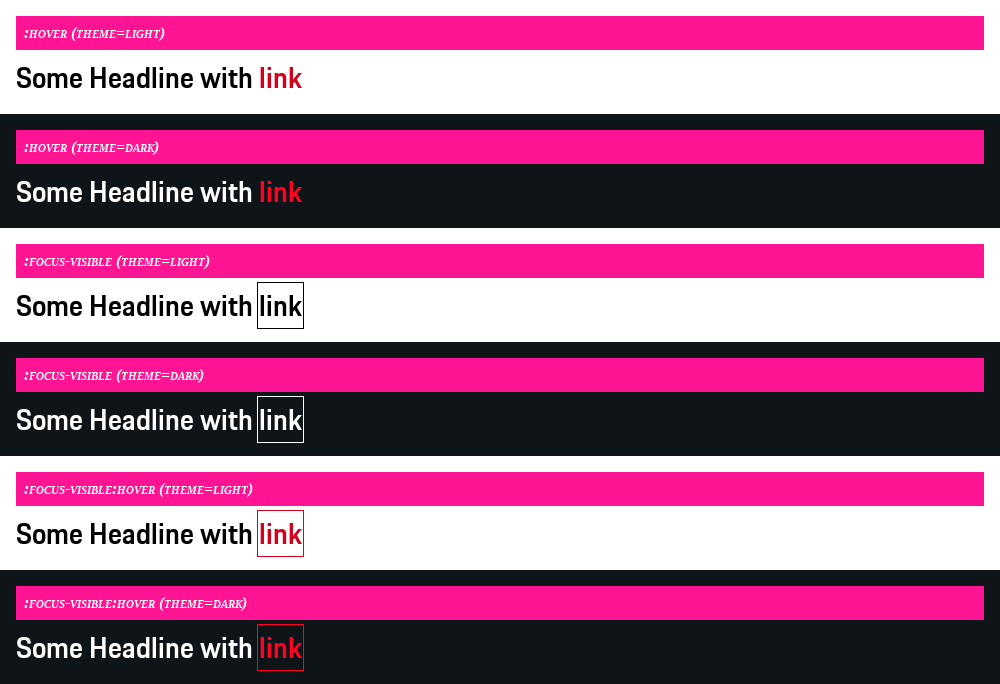 :hover (theme=light)
Some Headline with link
:hover (theme=dark)
Some Headline with link
:focus-visible (theme=light)
Some Headline with link
:focus-visible (theme=dark)
Some Headline with link
:focus-visible:hover (theme=light)
Some Headline with link
:focus-visible:hover (theme=dark)
Some Headline with link